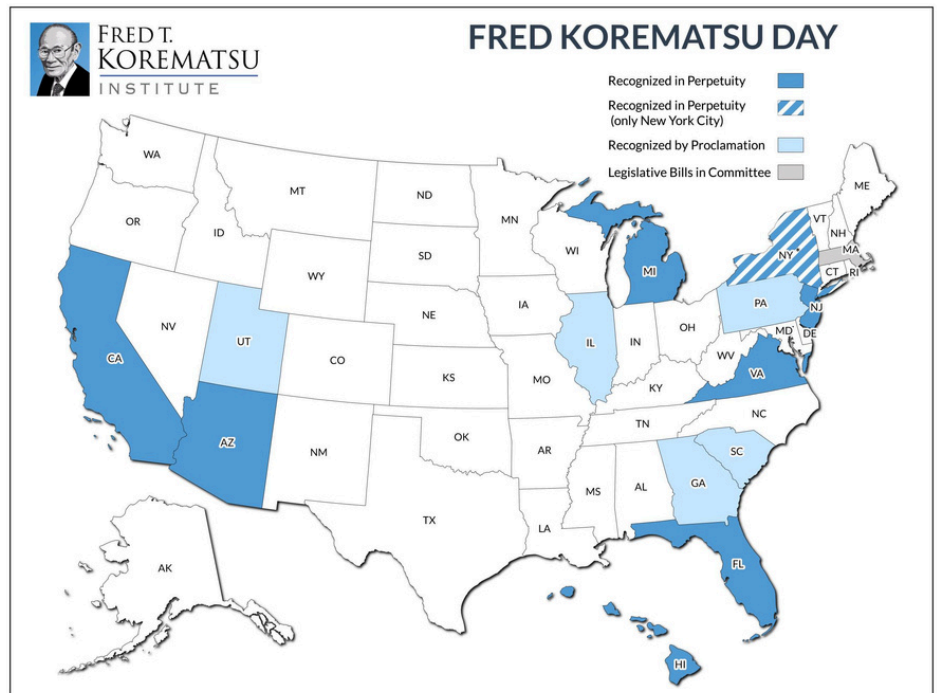 FRED T.
KOREMATSU
INSTITUTE
FRED KOREMATSU DAY
Recognized in Perpetuity
Recognized in Perpetuity
(only New York City)
Recognized by Proclamation
Legislative Bills in Committee
WA
MT
ND
MN
ME
VT
NH
OR
ID
SD
WI
NY
MA
WY
MI
CT
RI
IA
PA
NE
NJ
OH
IL
IN
MD
DE
NV
UT
CO
WV
CA
KS
MO
VA
KY
NC
TN
OK
AZ
NM
AR
SC
GA
MS
AL
TX
LA
FL
AK
HI